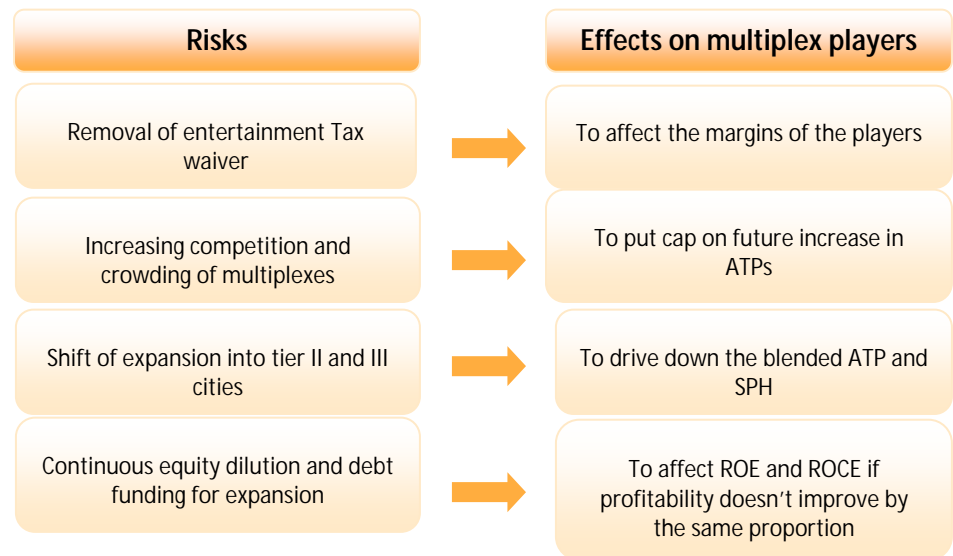 Risks
Effects on multiplex players
Removal of entertainment Tax
waiver
To affect the margins of the players
Increasing competition and
crowding of multiplexes
To put cap on future increase in
ATPs
Shift of expansion into tier II and III
cities
To drive down the blended ATP and
SPH
Continuous equity dilution and debt
funding for expansion
To affect ROE and ROCE if
profitability doesn't improve by
the same proportion